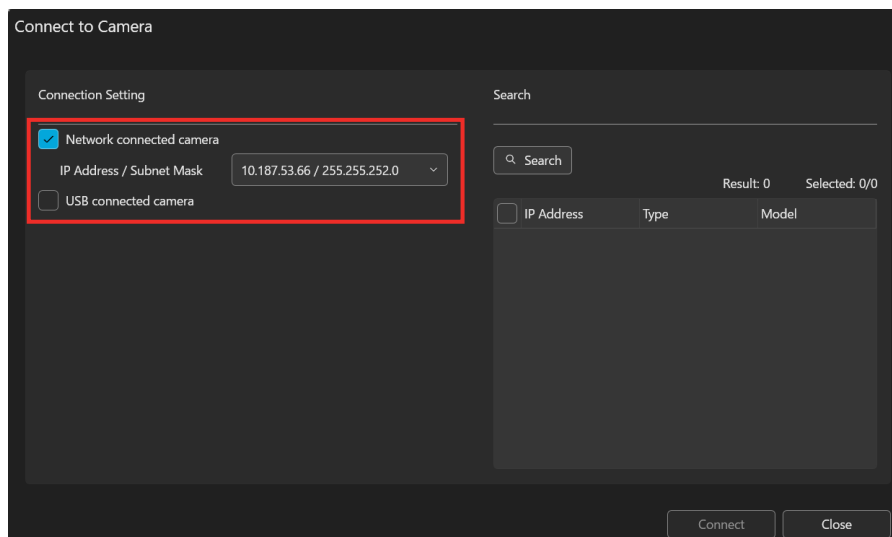 Connect to Camera
Connection Setting
Network connected camera
IP Address / Subnet Mask
10.187.53.66 / 255.255.252.0
USB connected camera
Search
Search
Result: 0
Selected: 0/0
IP Address
Type
Model
Connect
Close